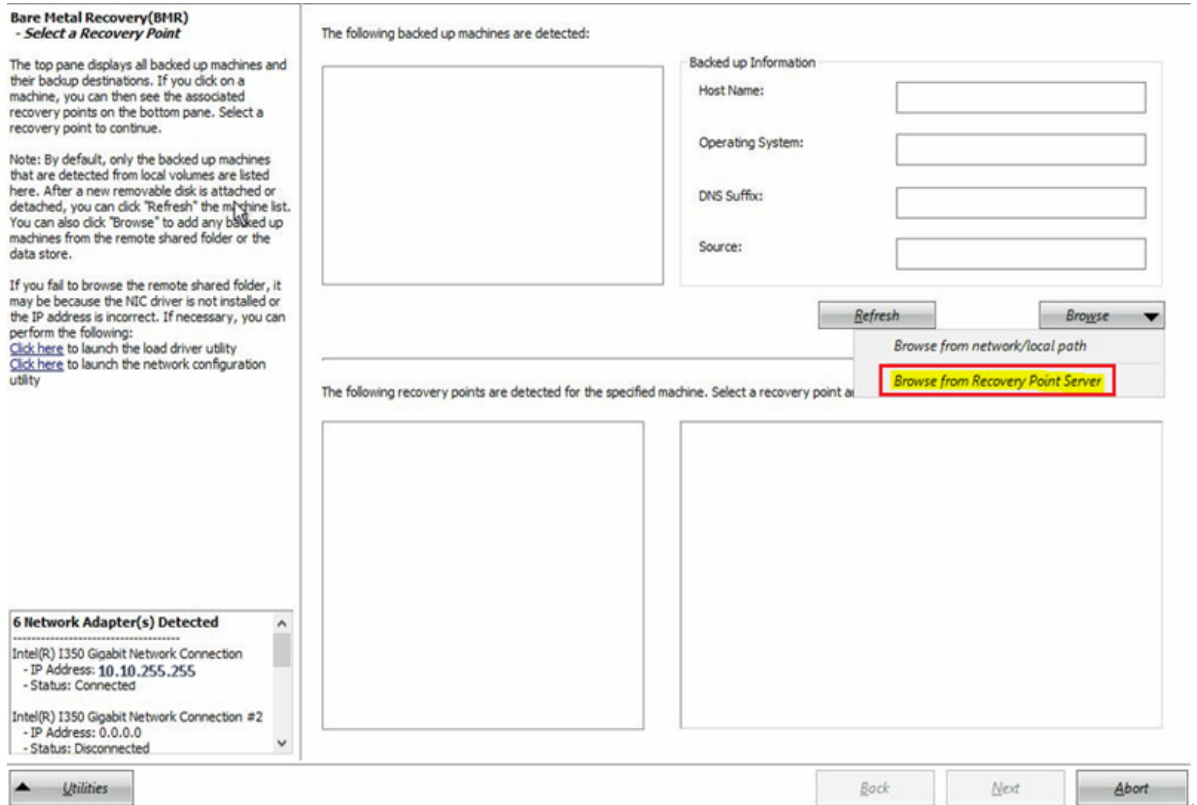 Bare Metal Recovery(BMR)
- Select a Recovery Point
The top pane displays all backed up machines and
their backup destinations. If you click on a
machine, you can then see the associated
recovery points on the bottom pane. Select a
recovery point to continue.
Note: By default, only the backed up machines
that are detected from local volumes are listed
here. After a new removable disk is attached or
detached, you can click "Refresh" the machine list.
You can also click "Browse" to add any backed up
machines from the remote shared folder or the
data store.
If you fail to browse the remote shared folder, it
may be because the NIC driver is not installed or
the IP address is incorrect. If necessary, you can
perform the following:
Click here to launch the load driver utility
Click here to launch the network configuration
utility
6 Network Adapter(s) Detected
----------------------------------
Intel(R) I350 Gigabit Network Connection
- IP Address: 10.10.255.255
- Status: Connected
Intel(R) I350 Gigabit Network Connection #2
- IP Address: 0.0.0.0
- Status: Disconnected
The following backed up machines are detected:
Backed up Information
Host Name:
Operating System:
DNS Suffix:
Source:
Refresh
Browse
Browse from network/local path
Browse from Recovery Point Server
The following recovery points are detected for the specified machine. Select a recovery point
Utilities
Back
Next
Abort